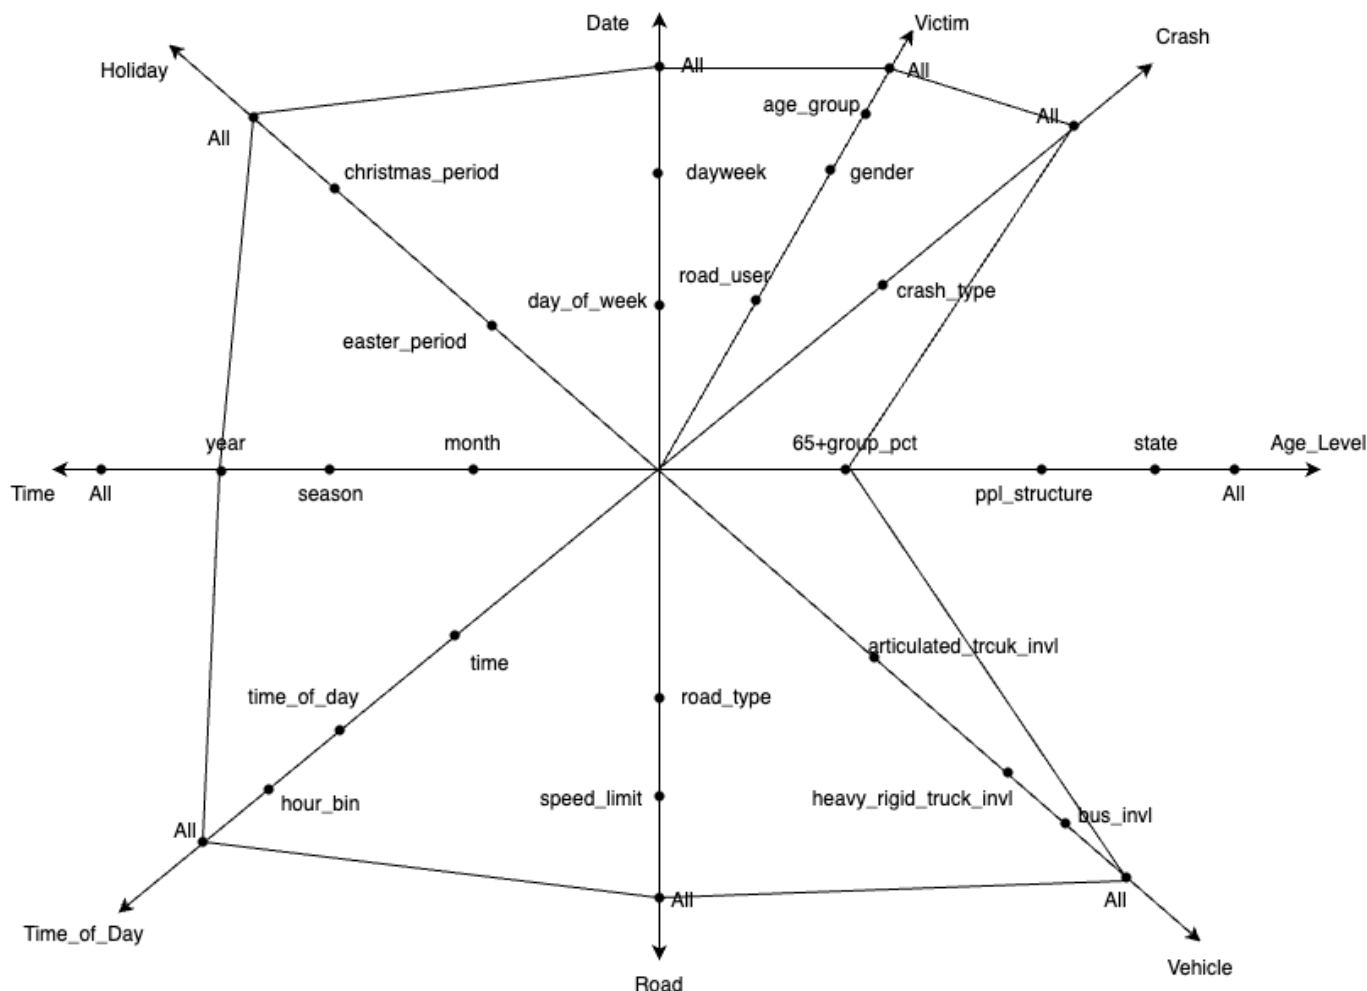 Date
Victim
Crash
Holiday
All
All
All
All
age_group
christmas_period
dayweek
gender
road_user
crash_type
day_of_week
easter_period
year
month
65+group_pct
state
Age_Level
Time
All
season
ppl_structure
All
articulated_trcuk_invl
time
time_of_day
road_type
hour_bin
speed_limit
heavy_rigid_truck_invl
bus_invl
All
All
All
Time_of_Day
Vehicle
Road